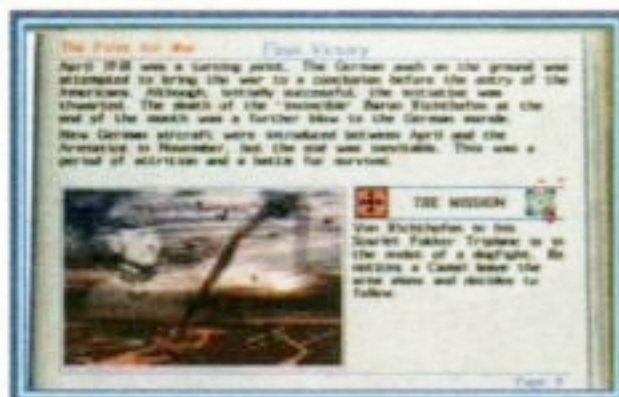 The First Air War Final Victory
April 1918 was a turning point. The German push on the ground was
attempted to bring the war to a conclusion before the entry of the
Americans. Although, initially successful, the initiative was
thwarted. The death of the 'invincible' Baron Richthofen at the
end of the month was a further blow to the German morale.
New German aircraft were introduced between April and the
Armistice in November, but the end was inevitable. This was a
period of attrition and a battle for survival.
THE MISSION
Von Richthofen in his
Scarlet Fokker Triplane is in
the midst of a dogfight. He
notices a Camel leave the
area alone and decides to
follow.
Page